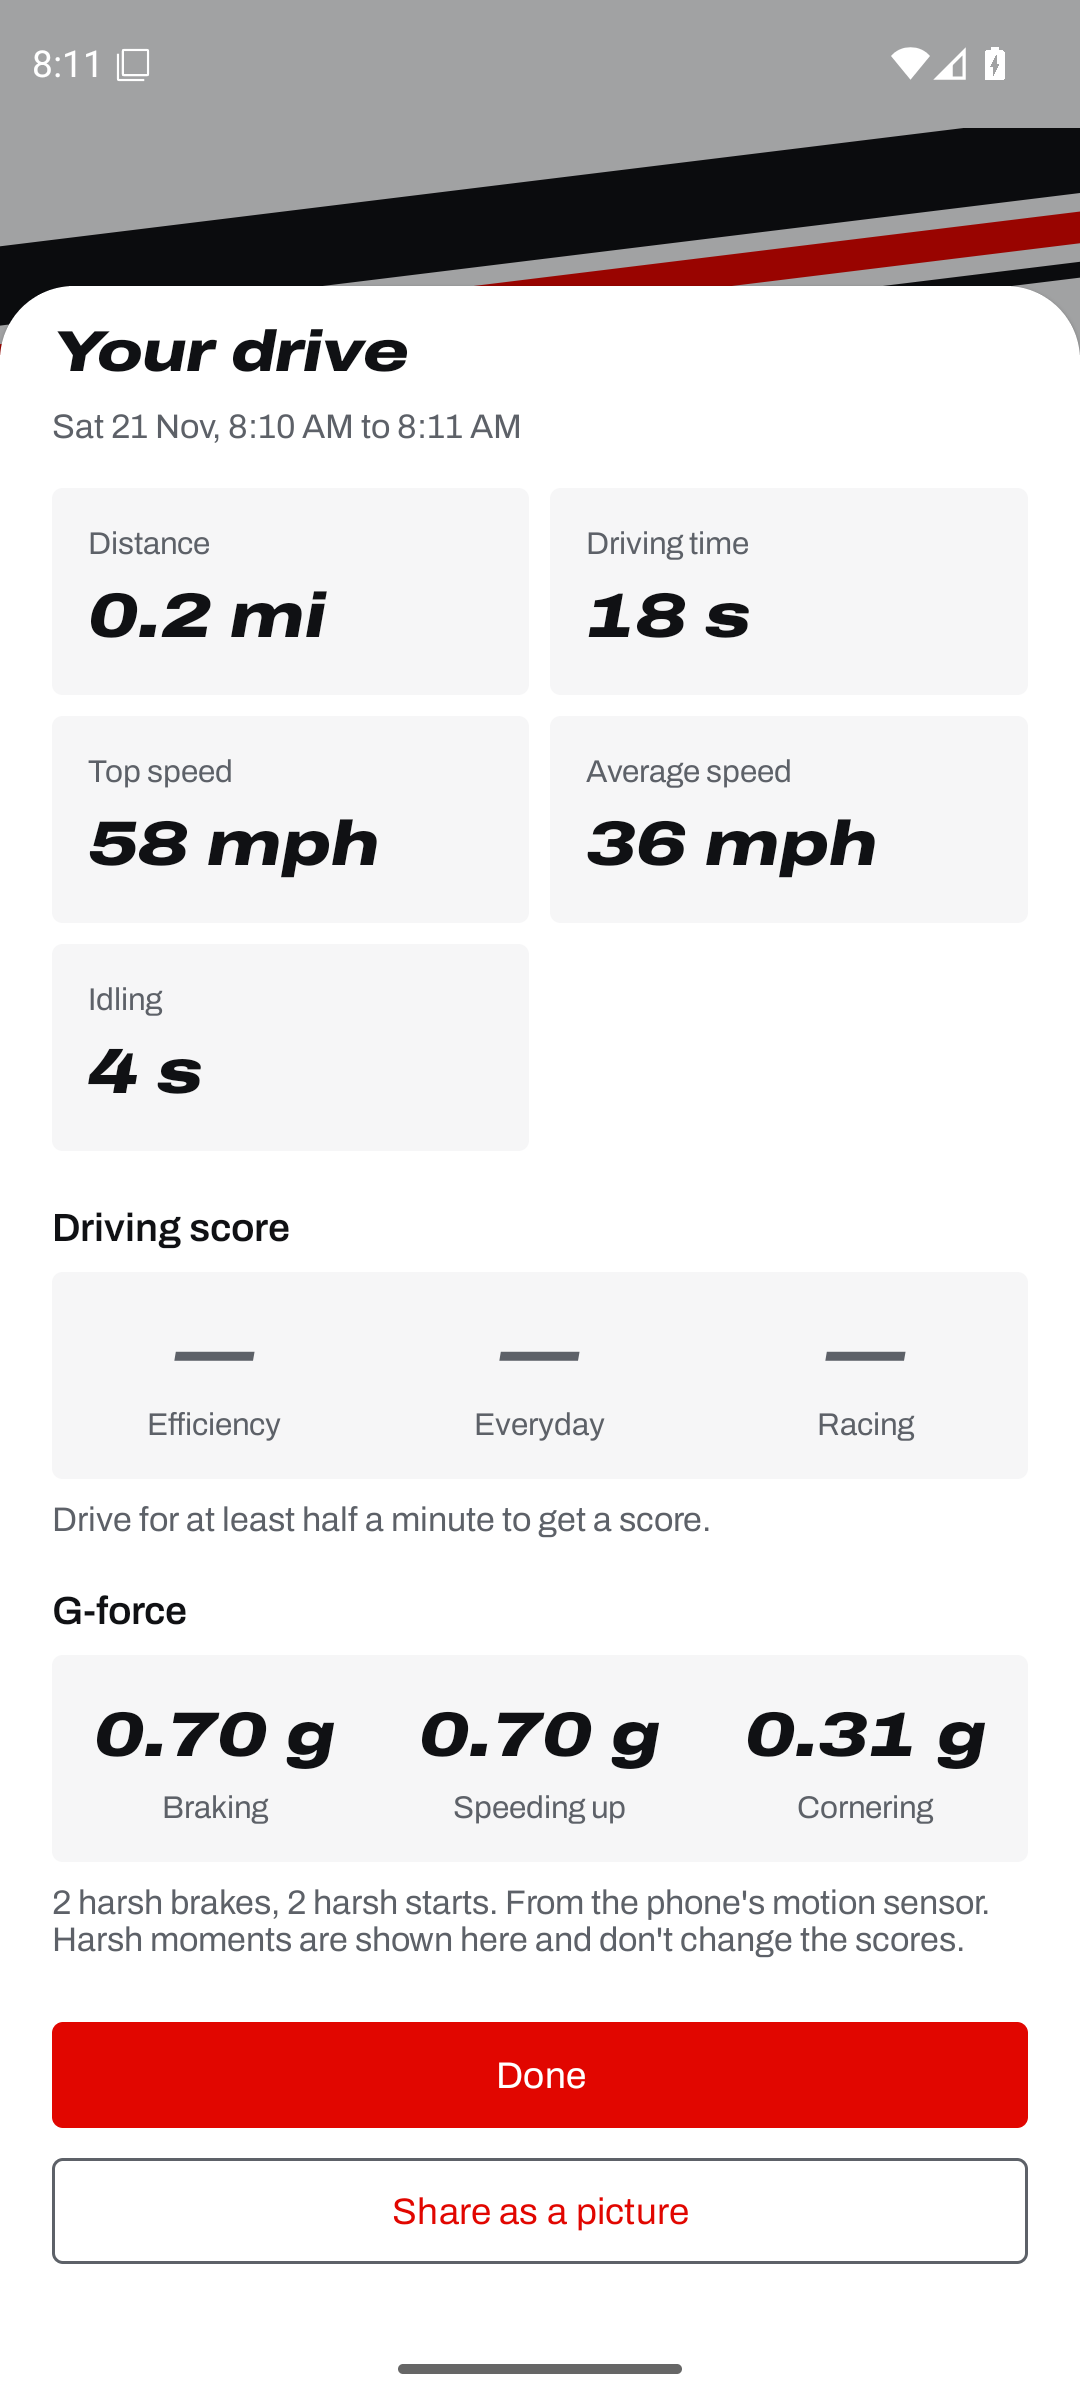 8:11
Your drive
Sat 21 Nov, 8:10 AM to 8:11 AM
Distance
0.2 mi
Driving time
18 s
Top speed
58 mph
Average speed
36 mph
Idling
4 s
Driving score
—
Efficiency
—
Everyday
—
Racing
Drive for at least half a minute to get a score.
G-force
0.70 g
Braking
0.70 g
Speeding up
0.31 g
Cornering
2 harsh brakes, 2 harsh starts. From the phone's motion sensor.
Harsh moments are shown here and don't change the scores.
Done
Share as a picture